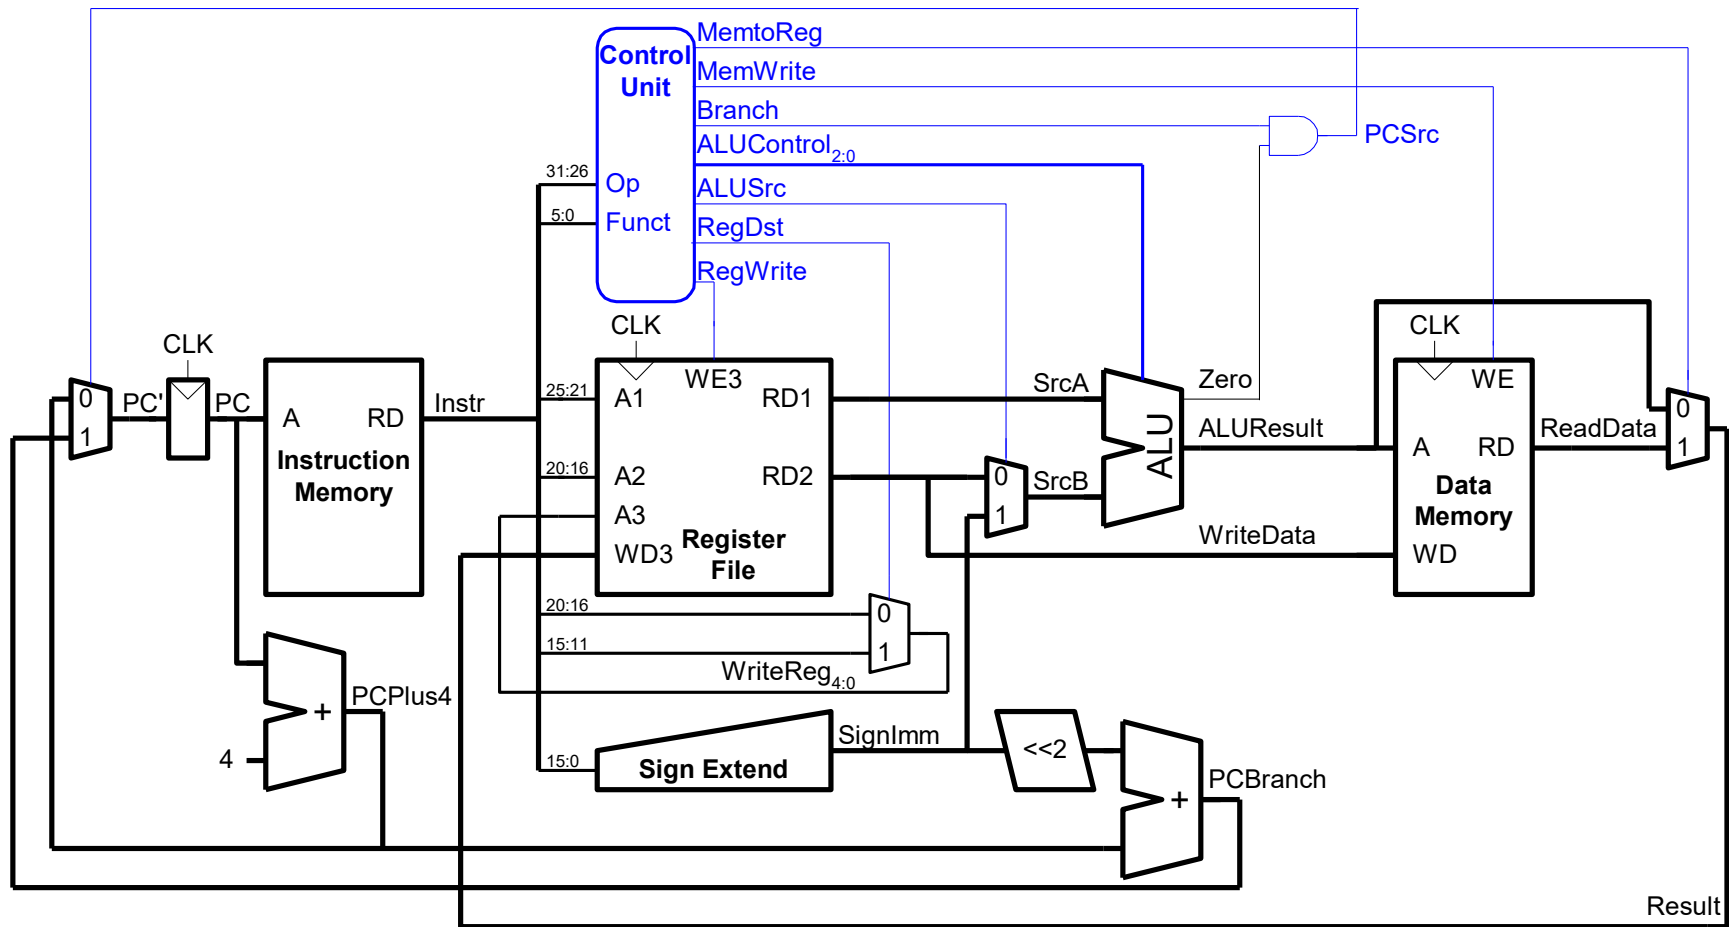 MemtoReg
Control
Unit
MemWrite
Branch
PCSrc
ALUControl2:0
31:26
Op
ALUSrc
5:0
Funct
RegDst
RegWrite
CLK
CLK
CLK
0
1
PC'
PC
A
RD
Instruction
Memory
Instr
25:21
A1
WE3
RD1
20:16
A2
RD2
A3
WD3
Register
File
SrcA
0
1
SrcB
ALU
Zero
ALUResult
WriteData
WE
A
RD
Data
Memory
WD
ReadData
0
1
20:16
0
15:11
1
WriteReg4:0
PCPlus4
+
4
15:0
Sign Extend
SignImm
<<2
+
PCBranch
Result